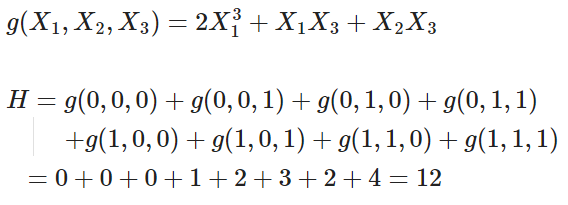 g(X₁, X₂, X₃) = 2X₁³ + X₁X₃ + X₂X₃
H = g(0, 0, 0) + g(0, 0, 1) + g(0, 1, 0) + g(0, 1, 1)
+g(1, 0, 0) + g(1, 0, 1) + g(1, 1, 0) + g(1, 1, 1)
= 0 + 0 + 0 + 1 + 2 + 3 + 2 + 4 = 12